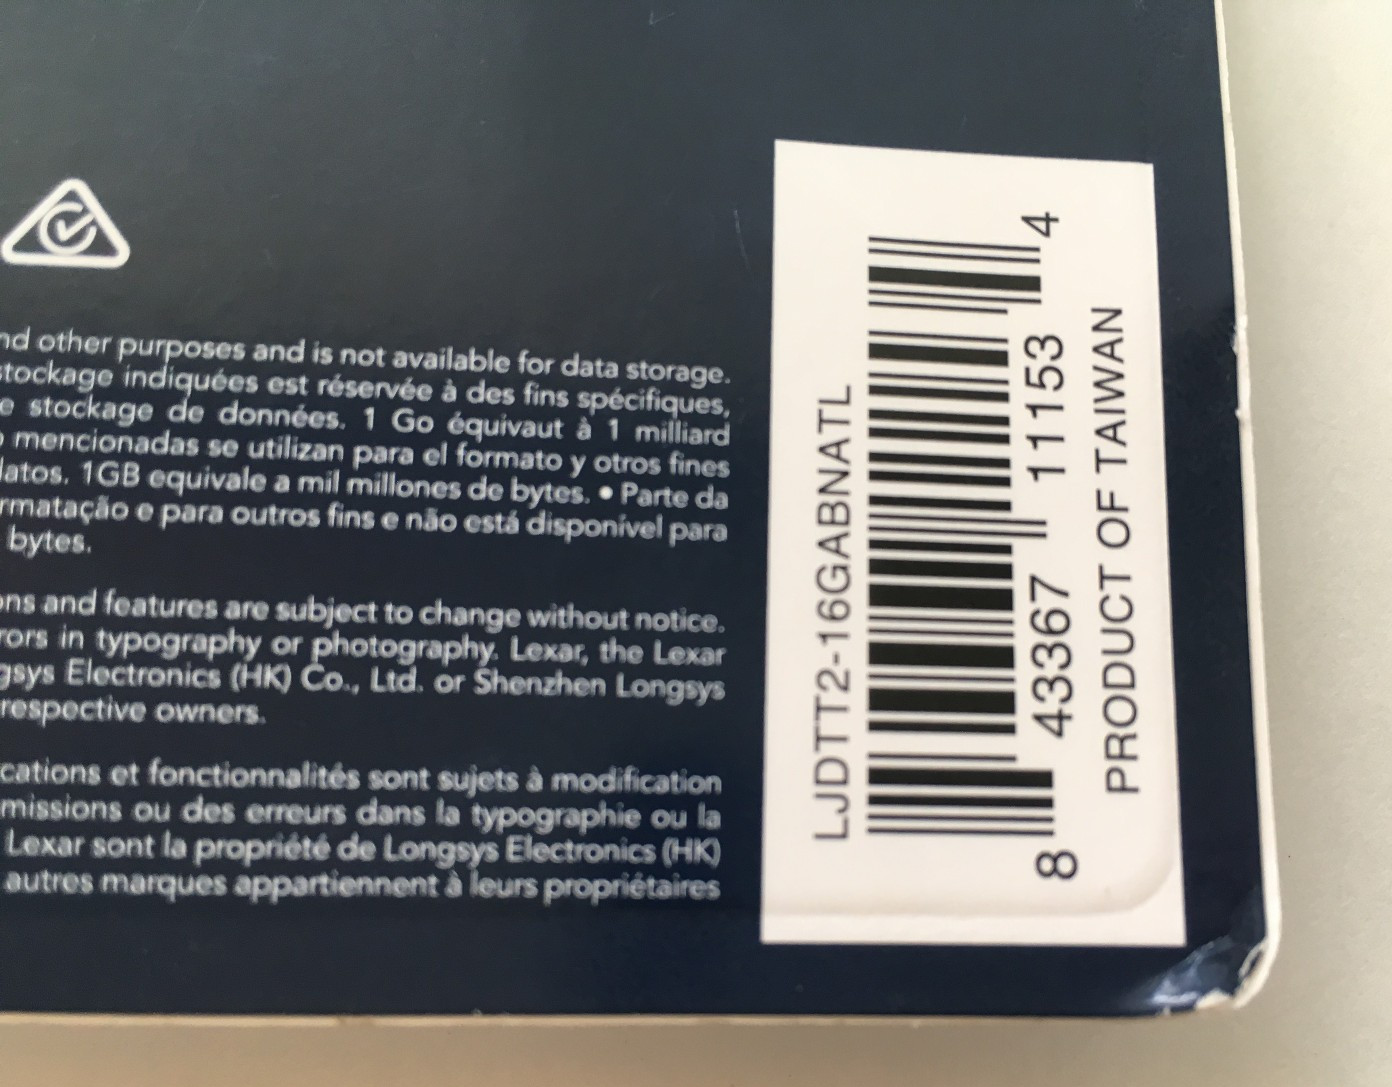 nd other purposes and is not available for data storage.
stockage indiquées est réservée à des fins spécifiques,
e stockage de données. 1 Go équivaut à 1 milliard
mencionadas se utilizan para el formato y otros fines
latos. 1GB equivale a mil millones de bytes. • Parte da
rmatação e para outros fins e não está disponível para
bytes.
ons and features are subject to change without notice.
rors in typography or photography. Lexar, the Lexar
gsys Electronics (HK) Co., Ltd. or Shenzhen Longsys
respective owners.
cations et fonctionnalités sont sujets à modification
missions ou des erreurs dans la typographie ou la
Lexar sont la propriété de Longsys Electronics (HK)
autres marques appartiennent à leurs propriétaires
LJDTT2-16GABNATL
8 43367 11153 4
PRODUCT OF TAIWAN